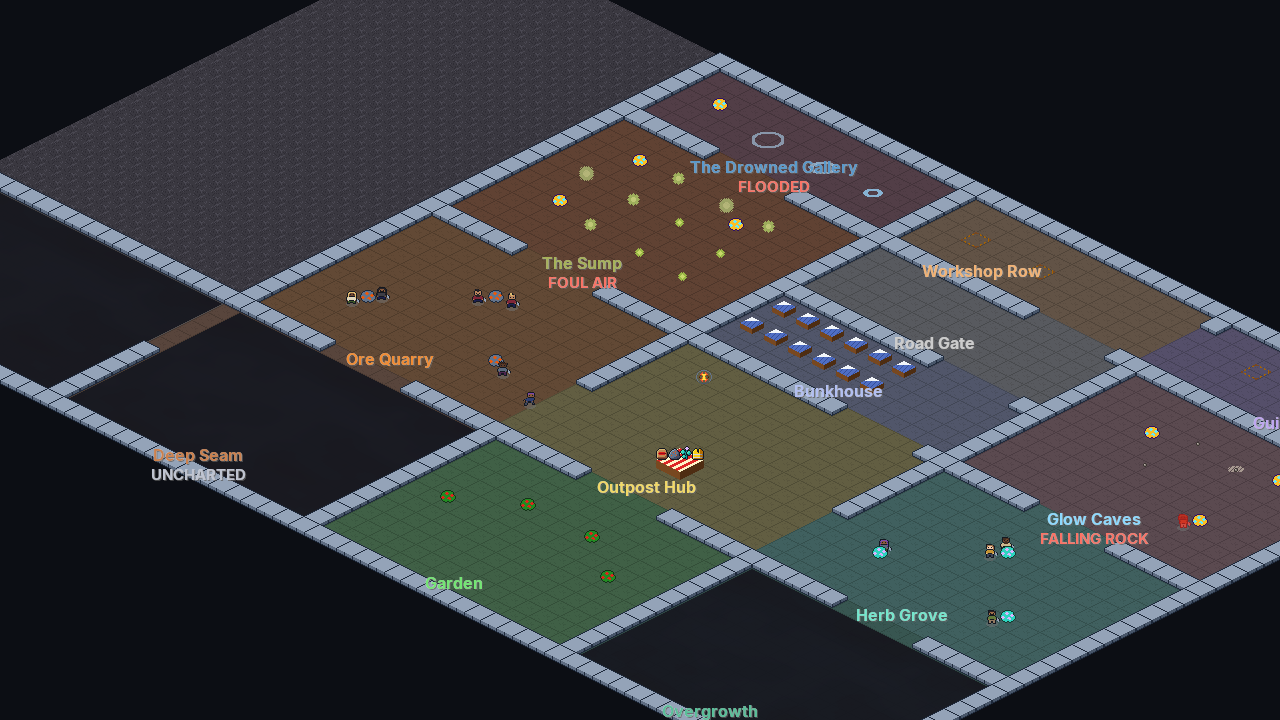 The Drowned Gallery
FLOODED
The Sump
FOUL AIR
Workshop Row
Road Gate
Ore Quarry
Bunkhouse
Gui
Deep Seam
UNCHARTED
Outpost Hub
Glow Caves
FALLING ROCK
Garden
Herb Grove
Overgrowth